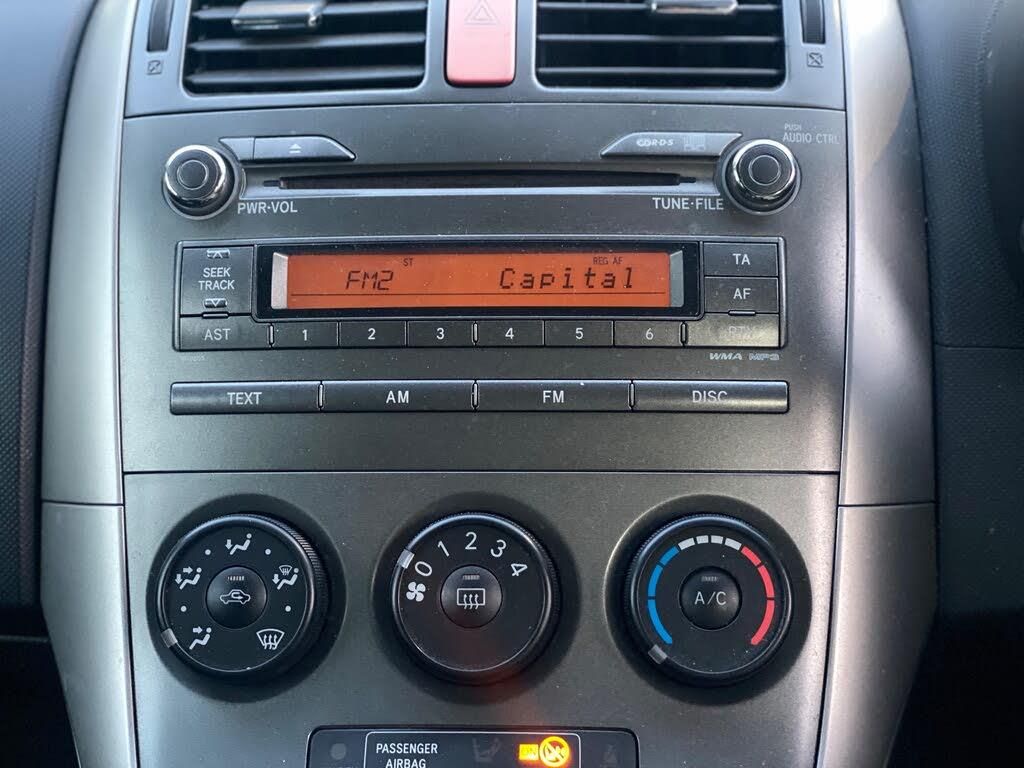 PUSH
AUDIO CTRL
R·D·S
PWR·VOL
TUNE·FILE
SEEK
TRACK
ST
REG AF
FM2 Capital
TA
AF
AST 1 2 3 4 5 6 PTY
WMA MP3
TEXT AM FM DISC
0 1 2 3 4
A/C
PASSENGER
AIRBAG